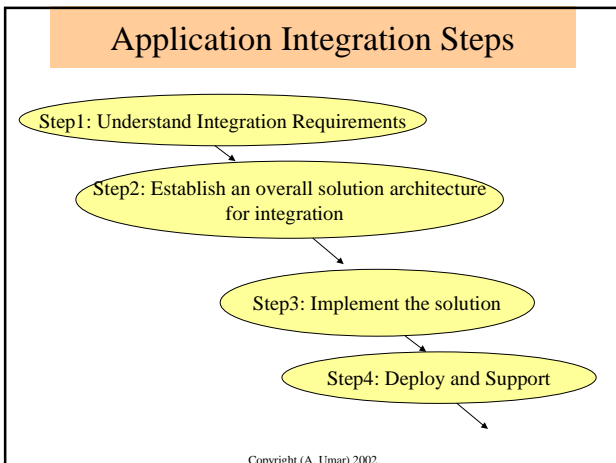 Application Integration Steps
Step1: Understand Integration Requirements
Step2: Establish an overall solution architecture
for integration
Step3: Implement the solution
Step4: Deploy and Support
Copyright (A. Umar) 2002